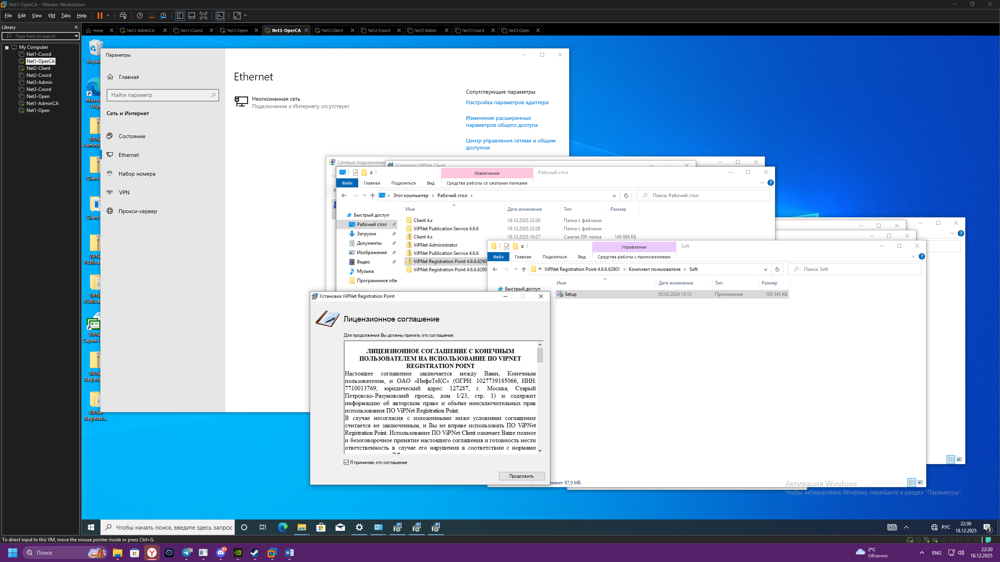 Net1-OperCA - VMware Workstation
File Edit View VM Tabs Help
Library
Type here to search
My Computer
Net1-Coord
Net1-OperCA
Net2-Client
Net2-Coord
Net3-Admin
Net3-Coord
Net3-Open
Net1-AdminCA
Net1-Open
Home Net1-AdminCA Net1-Coord Net1-Open Net1-OperCA Net2-Client Net2-Coord Net3-Admin Net3-Coord Net3-Open
Microso
Edge
ViPNe
Adminis
Client
Client
ViPNe
Publicat
ViPNe
Publicat
ViPNe
Сервис
ViPNe
Registra
ViPNet
Registrati...
Параметры
Главная
Найти параметр
Сеть и Интернет
Состояние
Ethernet
Набор номера
VPN
Прокси-сервер
Ethernet
Неопознанная сеть
Подключение к Интернету отсутствует
Сопутствующие параметры
Настройка параметров адаптера
Изменение расширенных
параметров общего доступа
Центр управления сетями и общим
доступом
Сетевые подключения
Установка ViPNet Client
Извлечение
Рабочий стол
Файл Главная Поделиться Вид Средства работы со сжатыми папками
Этот компьютер Рабочий стол
Поиск: Рабочий стол
Имя Дата изменения Тип Размер
Быстрый доступ
Рабочий стол
Загрузки
Документы
Изображения
Видео
Музыка
Программное обе
Client 4.x 18.12.2025 22:20 Папка с файлами
ViPNet Publication Service 4.6.6 18.12.2025 22:28 Папка с файлами
Client 4.x 18.12.2025 10:27 Сжатая ZIP-папка 149 988 КБ
ViPNet Administrator
ViPNet Publication Service 4.6.6
ViPNet Registration Point 4.6.6.6290
ViPNet Registration Point 4.6.6.6290
Управление
Soft
Файл Главная Поделиться Вид Средства работы с приложениями
« ViPNet Registration Point 4.6.6.62901 Комплект пользователя Soft
Поиск: Soft
Имя Дата изменения Тип Размер
Быстрый доступ
Setup 05.03.2024 13:12 Приложение 100 345 КБ
емент: 97,9 МБ
Установка ViPNet Registration Point
Лицензионное соглашение
Для продолжения Вы должны принять это соглашение.
ЛИЦЕНЗИОННОЕ СОГЛАШЕНИЕ С КОНЕЧНЫМ
ПОЛЬЗОВАТЕЛЕМ НА ИСПОЛЬЗОВАНИЕ ПО VIPNET
REGISTRATION POINT
Настоящее соглашение заключается между Вами, Конечным
пользователем, и ОАО «ИнфоТеКС» (ОГРН: 1027739185066, ИНН:
7710013769, юридический адрес: 127287, г. Москва, Старый
Петровско-Разумовский проезд, дом 1/23, стр. 1) и содержит
информацию об авторском праве и объёме неисключительных прав
использования ПО ViPNet Registration Point.
В случае несогласия с изложенными ниже условиями соглашение
считается не заключенным, и Вы не вправе использовать ПО ViPNet
Registration Point. Использование ПО ViPNet Client означает Ваше полное
и безоговорочное принятие настоящего соглашения и готовность нести
ответственность в случае его нарушения в соответствии с нормами
Я принимаю это соглашение
Продолжить
Активация Windows
Чтобы активировать Windows, перейдите в раздел "Параметры".
Чтобы начать поиск, введите здесь запрос
РУС
22:30
18.12.2025
3
To direct input to this VM, move the mouse pointer inside or press Ctrl+G.
Поиск
76
9+
2°C
Облачно
ENG
22:30
18.12.2025